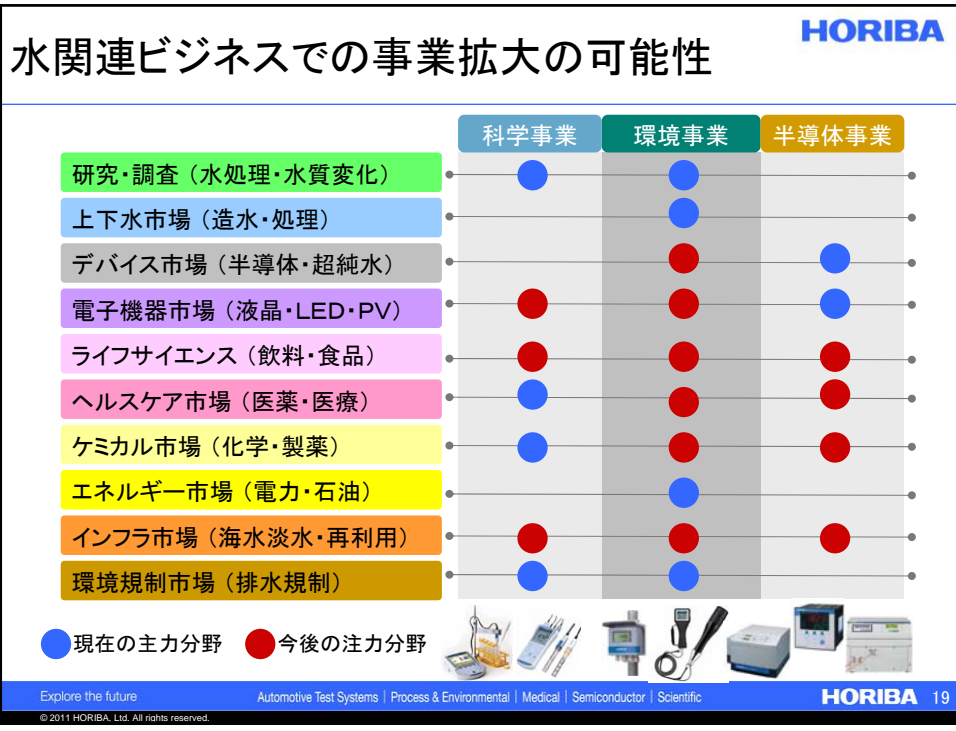 水関連ビジネスでの事業拡大の可能性
HORIBA
科学事業 環境事業 半導体事業
研究・調査（水処理・水質変化）
上下水市場（造水・処理）
デバイス市場（半導体・超純水）
電子機器市場（液晶・LED・PV）
ライフサイエンス（飲料・食品）
ヘルスケア市場（医薬・医療）
ケミカル市場（化学・製薬）
エネルギー市場（電力・石油）
インフラ市場（海水淡水・再利用）
環境規制市場（排水規制）
現在の主力分野 今後の注力分野
Explore the future Automotive Test Systems | Process & Environmental | Medical | Semiconductor | Scientific HORIBA 19
© 2011 HORIBA, Ltd. All rights reserved.